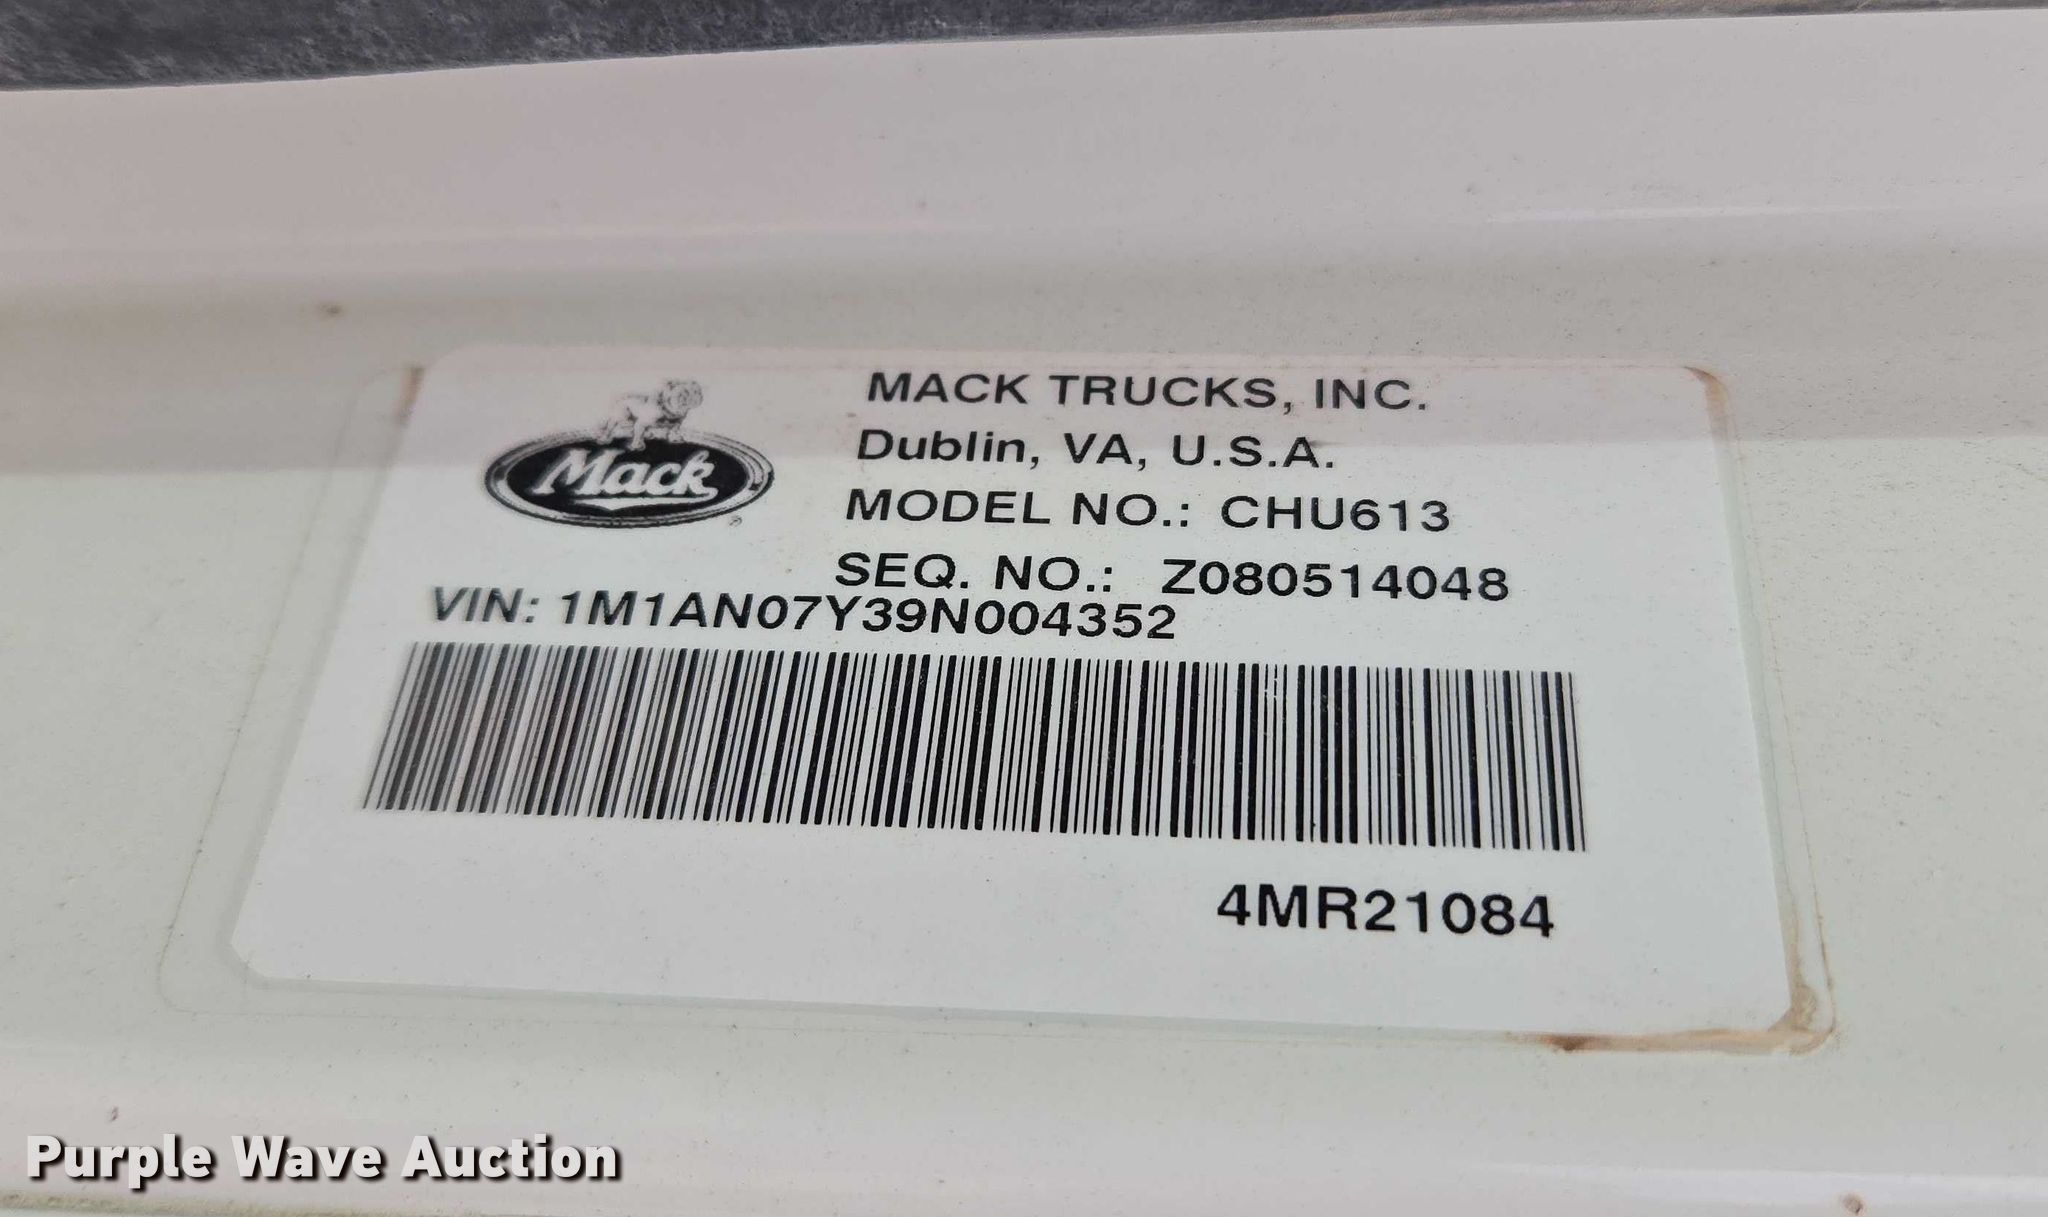 Mack
®
MACK TRUCKS, INC.
Dublin, VA, U.S.A.
MODEL NO.: CHU613
SEQ. NO.: Z080514048
VIN: 1M1AN07Y39N004352
4MR21084
Purple Wave Auction